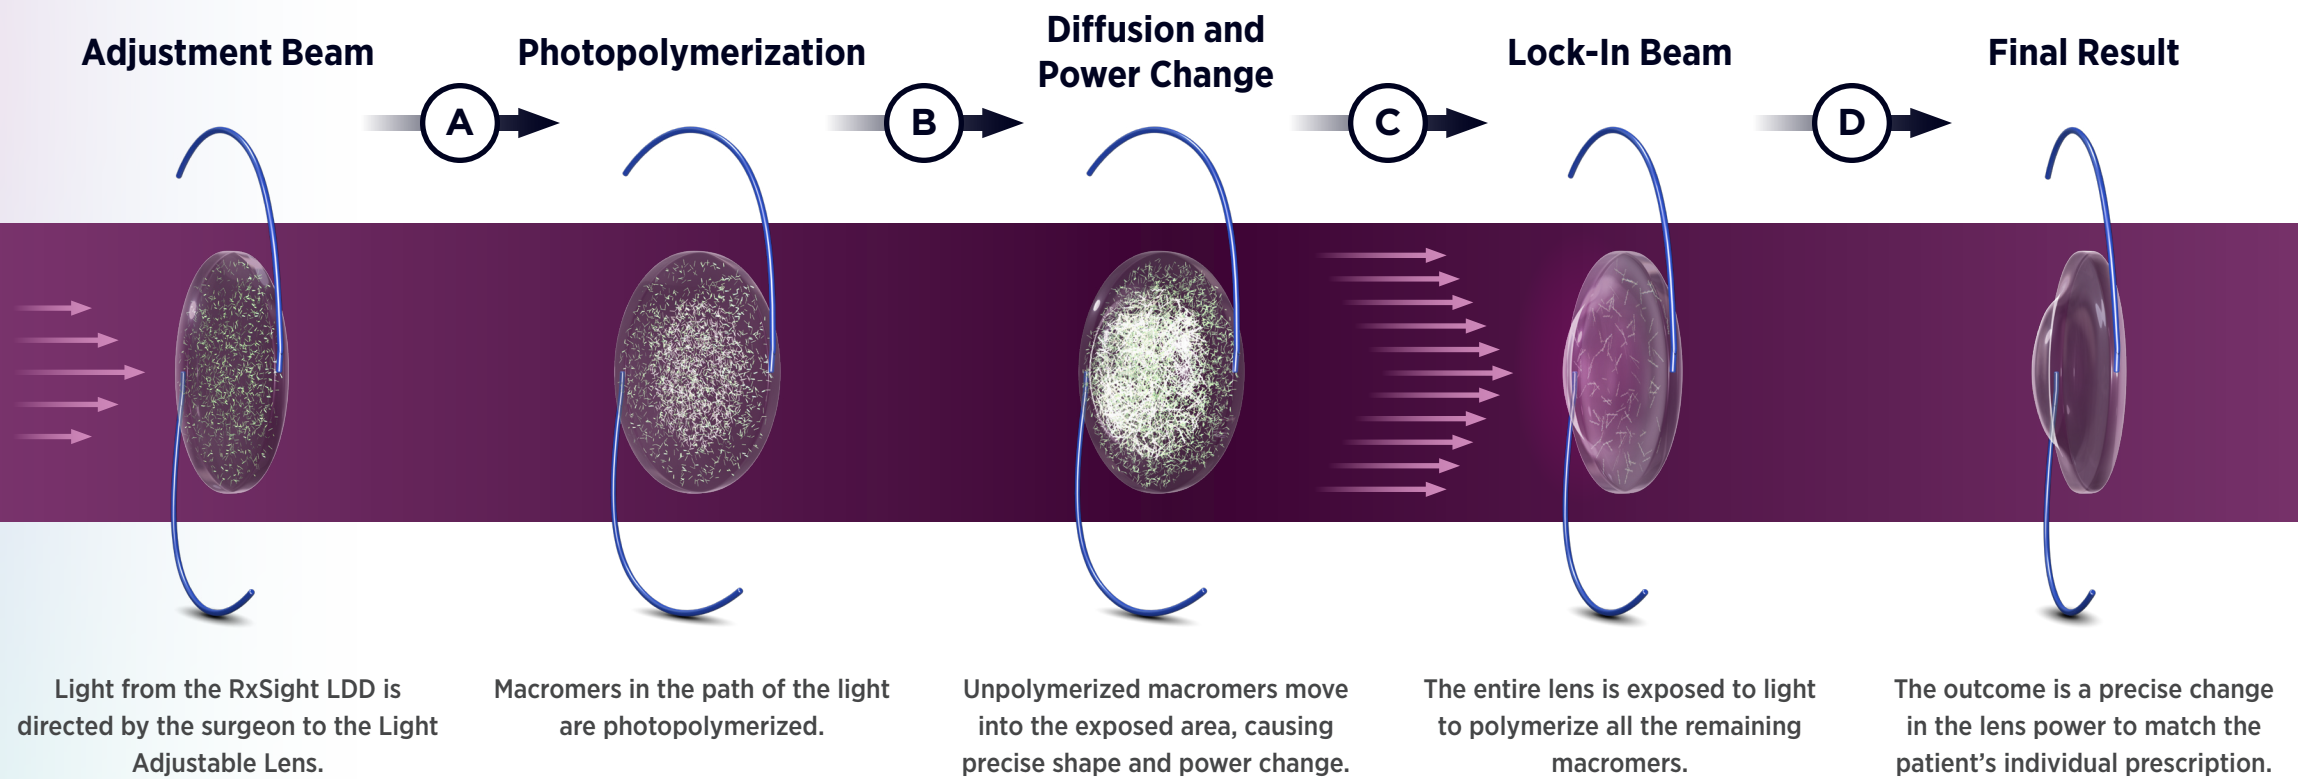 Adjustment Beam
A
Photopolymerization
B
Diffusion and
Power Change
C
Lock-In Beam
D
Final Result
Light from the RxSight LDD is
directed by the surgeon to the Light
Adjustable Lens.
Macromers in the path of the light
are photopolymerized.
Unpolymerized macromers move
into the exposed area, causing
precise shape and power change.
The entire lens is exposed to light
to polymerize all the remaining
macromers.
The outcome is a precise change
in the lens power to match the
patient’s individual prescription.